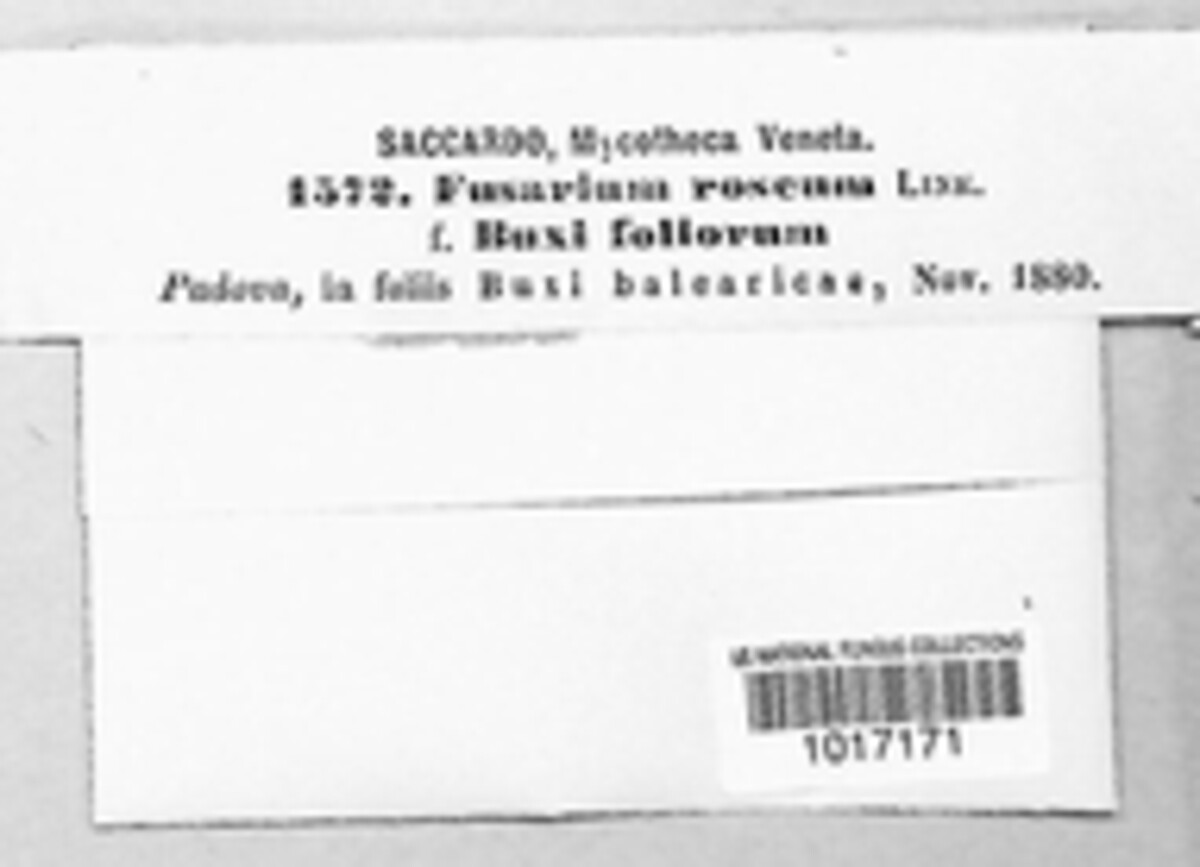 SACCARDO, Mycotheca Veneta.
1572. Fusarium roseum LINK.
f. Buxi foliorum
Padova, in foliis Buxi balearicae, Nov. 1880.
US NATIONAL FUNGUS COLLECTIONS
1017171